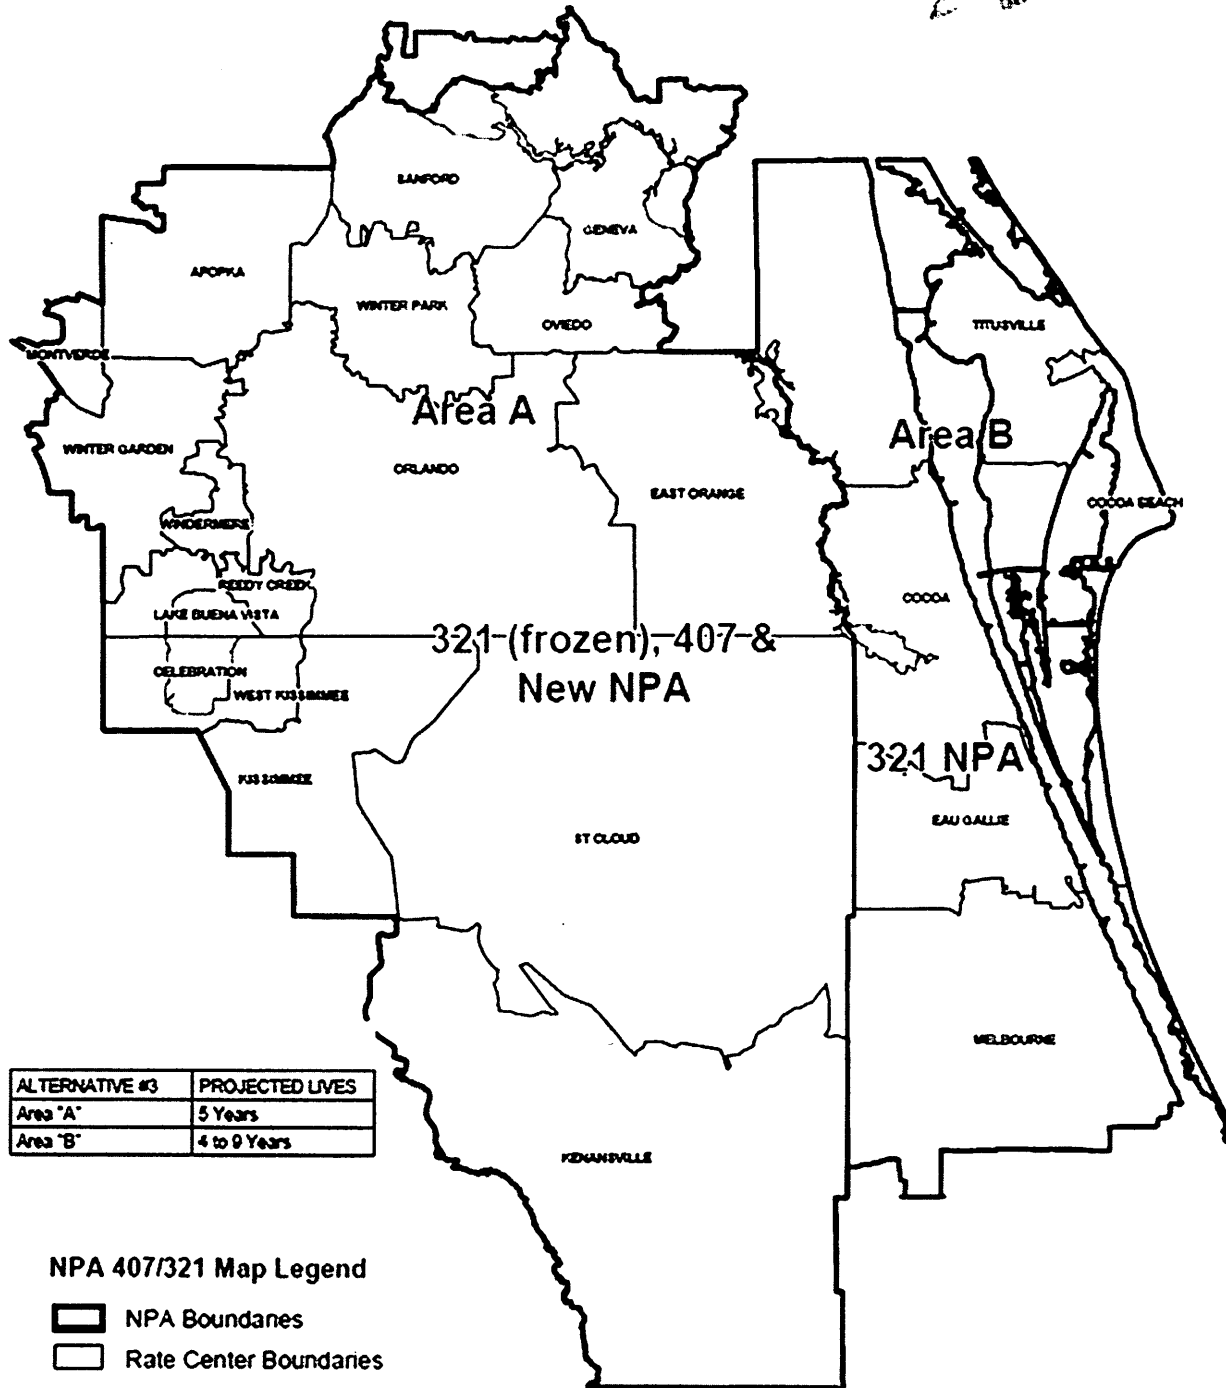 SANFORD
GENEVA
APOPKA
WINTER PARK
OVIEDO
TITUSVILLE
MONTVERDE
Area A
Area B
WINTER GARDEN
ORLANDO
EAST ORANGE
COCOA BEACH
WINDERMERE
REEDY CREEK
LAKE BUENA VISTA
COCOA
321 (frozen), 407 &
New NPA
CELEBRATION
WEST KISSIMMEE
321 NPA
KISSIMMEE
EAU GALLIE
ST CLOUD
MELBOURNE
ALTERNATIVE #3 PROJECTED LIVES
Area "A" 5 Years
Area "B" 4 to 9 Years
KENANSVILLE
NPA 407/321 Map Legend
NPA Boundaries
Rate Center Boundaries